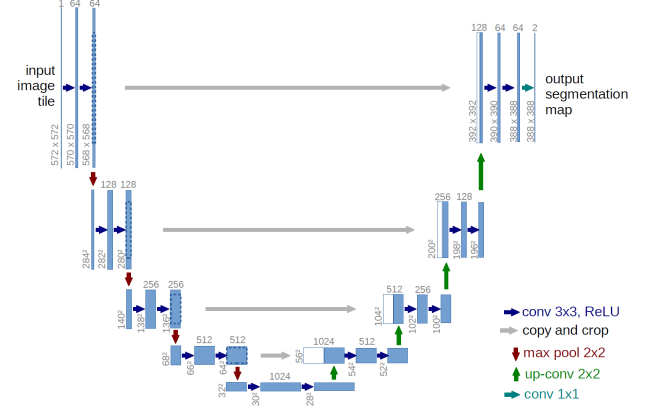 1 64 64
128 64 64 2
input
image
tile
output
segmentation
map
572 x 572
570 x 570
568 x 568
392 x 392
390 x 390
388 x 388
388 x 388
128 128
256 128
284²
282²
280²
200²
198²
196²
256 256
512 256
140²
138²
136²
104²
102²
100²
512 512
1024 512
68²
66²
64²
56²
54²
52²
1024
32²
30²
28²
conv 3x3, ReLU
copy and crop
max pool 2x2
up-conv 2x2
conv 1x1